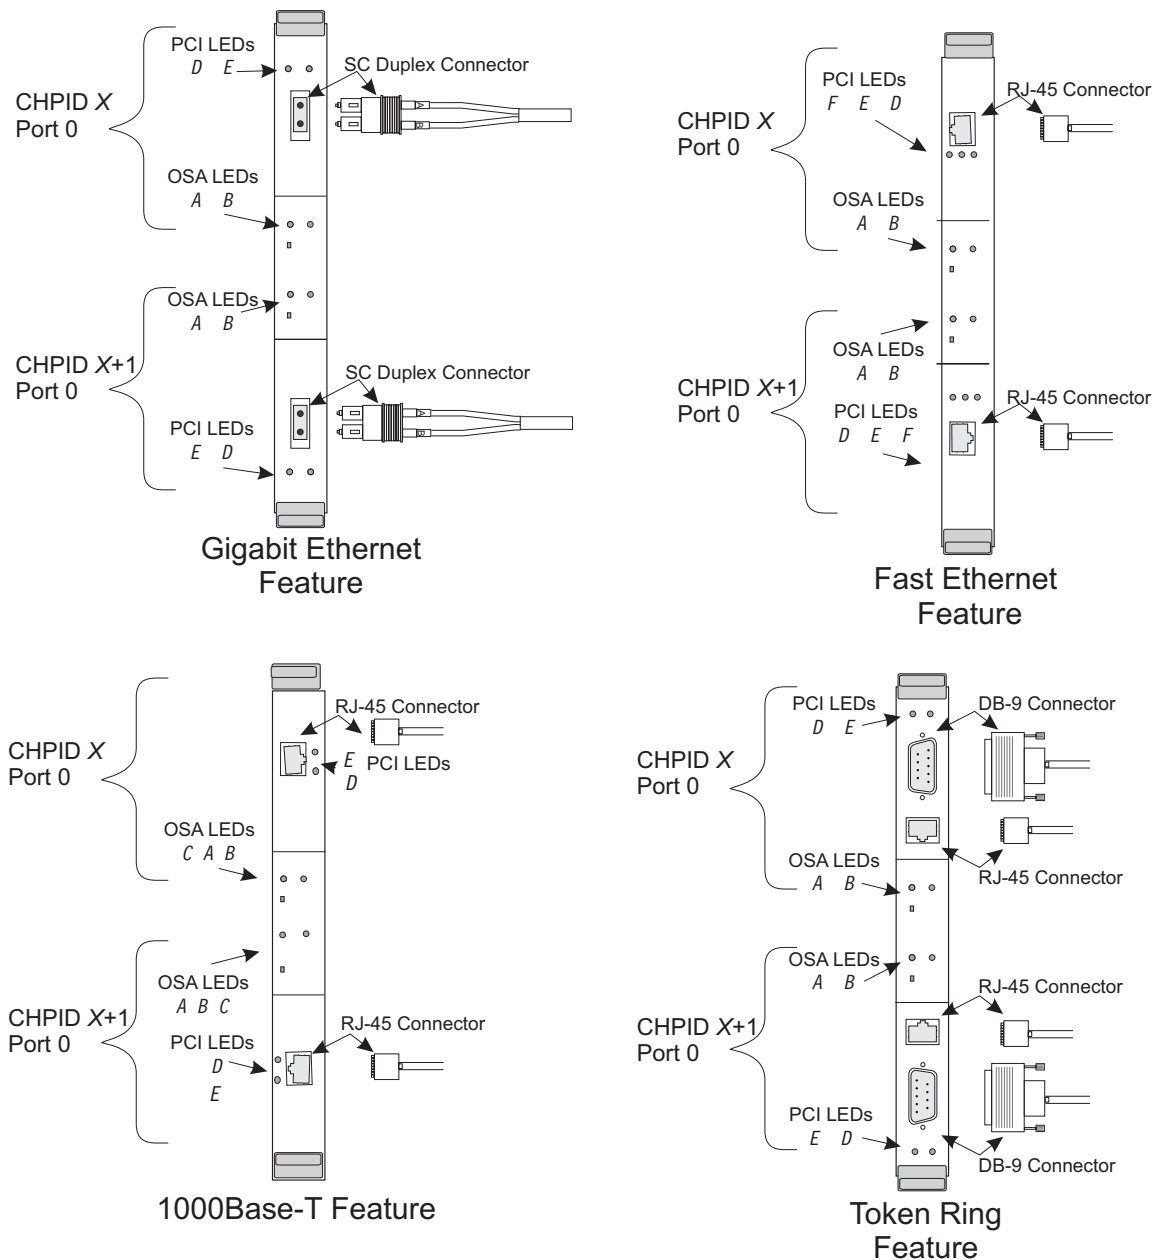 PCI LEDs
D E
SC Duplex Connector
CHPID X
Port 0
OSA LEDs
A B
OSA LEDs
A B
CHPID X+1
Port 0
SC Duplex Connector
PCI LEDs
E D
Gigabit Ethernet
Feature
PCI LEDs
F E D
RJ-45 Connector
CHPID X
Port 0
OSA LEDs
A B
OSA LEDs
A B
CHPID X+1
Port 0
RJ-45 Connector
PCI LEDs
D E F
Fast Ethernet
Feature
RJ-45 Connector
CHPID X
Port 0
E PCI LEDs
D
OSA LEDs
C A B
OSA LEDs
A B C
CHPID X+1
Port 0
RJ-45 Connector
PCI LEDs
D
E
1000Base-T Feature
PCI LEDs
D E
DB-9 Connector
CHPID X
Port 0
OSA LEDs
A B
RJ-45 Connector
OSA LEDs
A B
RJ-45 Connector
CHPID X+1
Port 0
PCI LEDs
E D
DB-9 Connector
Token Ring
Feature